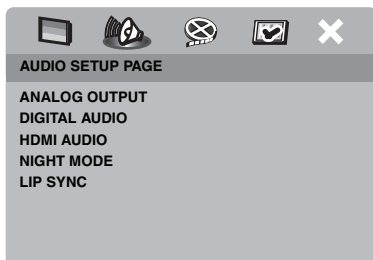 AUDIO SETUP PAGE
ANALOG OUTPUT
DIGITAL AUDIO
HDMI AUDIO
NIGHT MODE
LIP SYNC